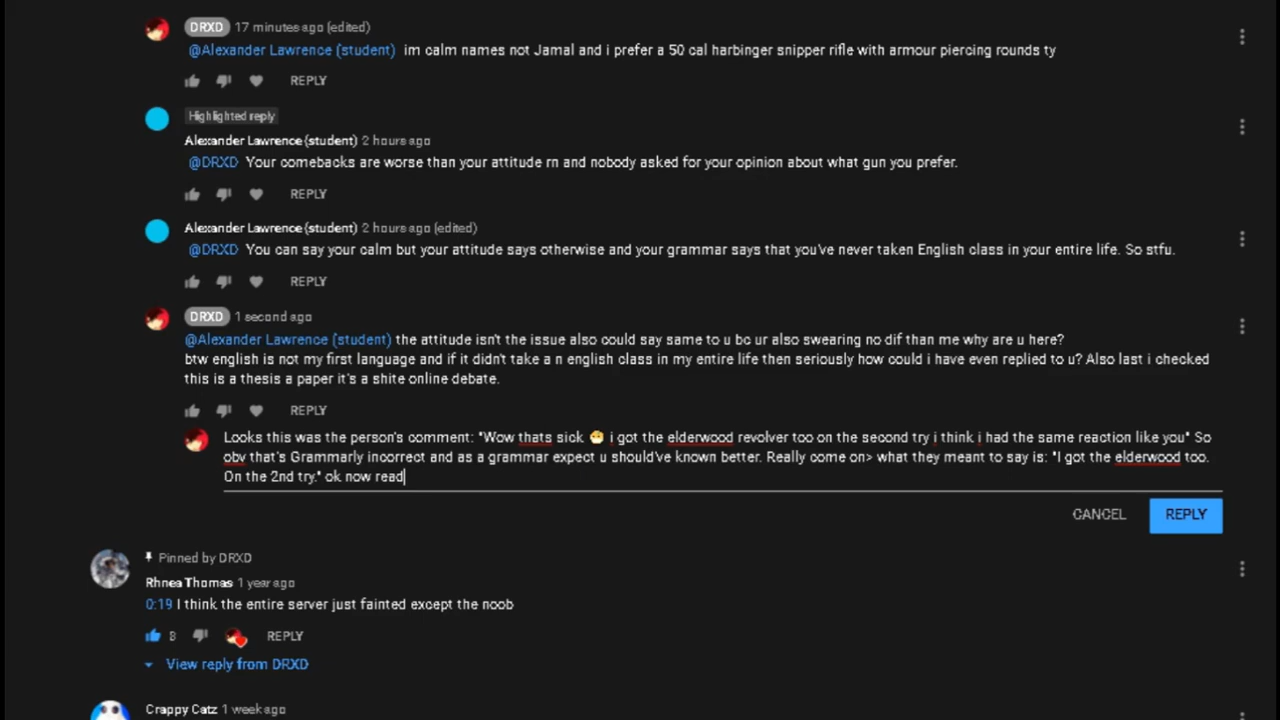 DRXD 17 minutes ago (edited)
@Alexander Lawrence (student) im calm names not Jamal and i prefer a 50 cal harbinger snipper rifle with armour piercing rounds ty
REPLY
Highlighted reply
Alexander Lawrence (student) 2 hours ago
@DRXD Your comebacks are worse than your attitude rn and nobody asked for your opinion about what gun you prefer.
REPLY
Alexander Lawrence (student) 2 hours ago (edited)
@DRXD You can say your calm but your attitude says otherwise and your grammar says that you've never taken English class in your entire life. So stfu.
REPLY
DRXD 1 second ago
@Alexander Lawrence (student) the attitude isn't the issue also could say same to u bc ur also swearing no dif than me why are u here?
btw english is not my first language and if it didn't take a n english class in my entire life then seriously how could i have even replied to u? Also last i checked
this is a thesis a paper it's a shite online debate.
REPLY
Looks this was the person's comment: "Wow thats sick 😷 i got the elderwood revolver too on the second try i think i had the same reaction like you" So
obv that's Grammarly incorrect and as a grammar expect u should've known better. Really come on> what they meant to say is: "I got the elderwood too.
On the 2nd try." ok now read
CANCEL REPLY
Pinned by DRXD
Rhnea Thomas 1 year ago
0:19 I think the entire server just fainted except the noob
8 REPLY
View reply from DRXD
Crappy Catz 1 week ago